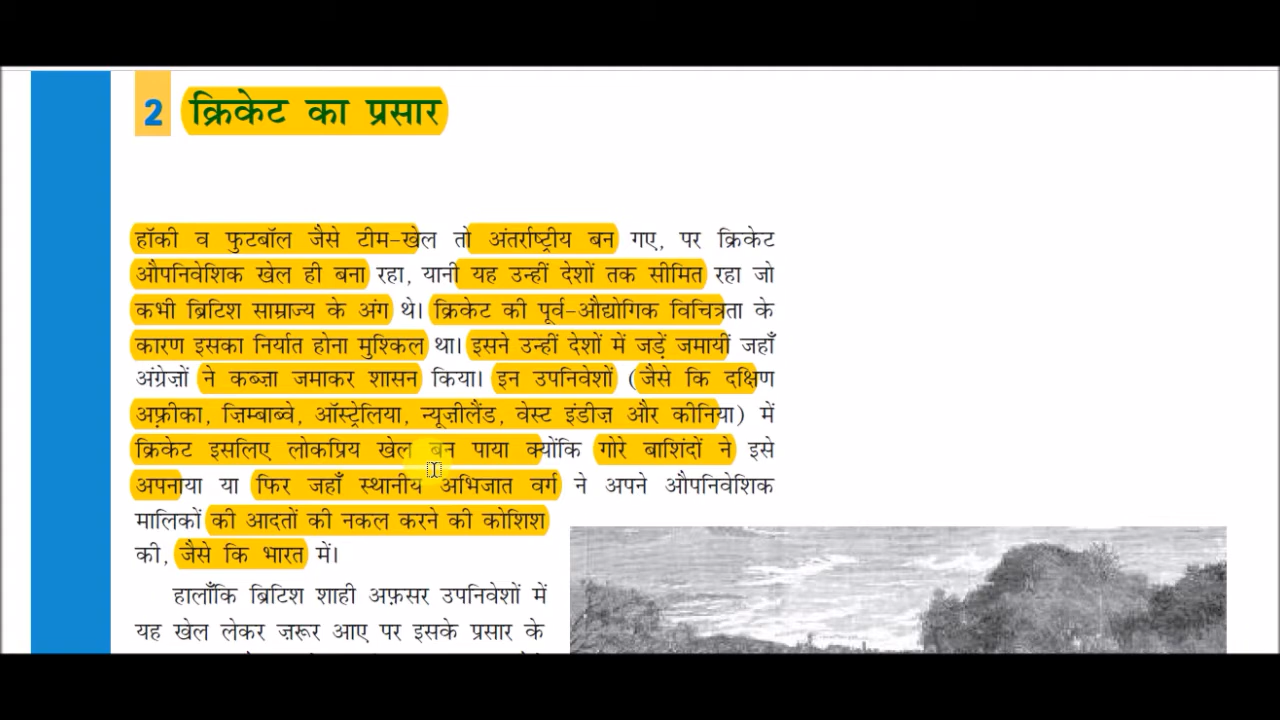 2 क्रिकेट का प्रसार
हॉकी व फुटबॉल जैसे टीम-खेल तो अंतर्राष्ट्रीय बन गए, पर क्रिकेट
औपनिवेशिक खेल ही बना रहा, यानी यह उन्हीं देशों तक सीमित रहा जो
कभी ब्रिटिश साम्राज्य के अंग थे। क्रिकेट की पूर्व-औद्योगिक विचित्रता के
कारण इसका निर्यात होना मुश्किल था। इसने उन्हीं देशों में जड़ें जमायीं जहाँ
अंग्रेज़ों ने कब्ज़ा जमाकर शासन किया। इन उपनिवेशों (जैसे कि दक्षिण
अफ़्रीका, ज़िम्बाब्वे, ऑस्ट्रेलिया, न्यूज़ीलैंड, वेस्ट इंडीज़ और कीनिया) में
क्रिकेट इसलिए लोकप्रिय खेल बन पाया क्योंकि गोरे बाशिंदों ने इसे
अपनाया या फिर जहाँ स्थानीय अभिजात वर्ग ने अपने औपनिवेशिक
मालिकों की आदतों की नकल करने की कोशिश
की, जैसे कि भारत में।
हालाँकि ब्रिटिश शाही अफ़सर उपनिवेशों में
यह खेल लेकर ज़रूर आए पर इसके प्रसार के